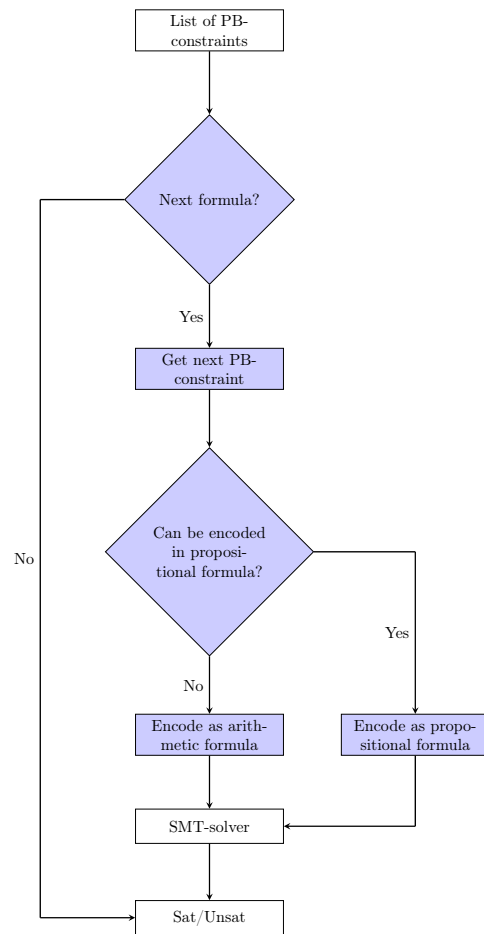 List of PB-
constraints
Next formula?
Yes
Get next PB-
constraint
Can be encoded
in proposi-
tional formula?
No
Yes
No
Encode as arith-
metic formula
Encode as propo-
sitional formula
SMT-solver
Sat/Unsat